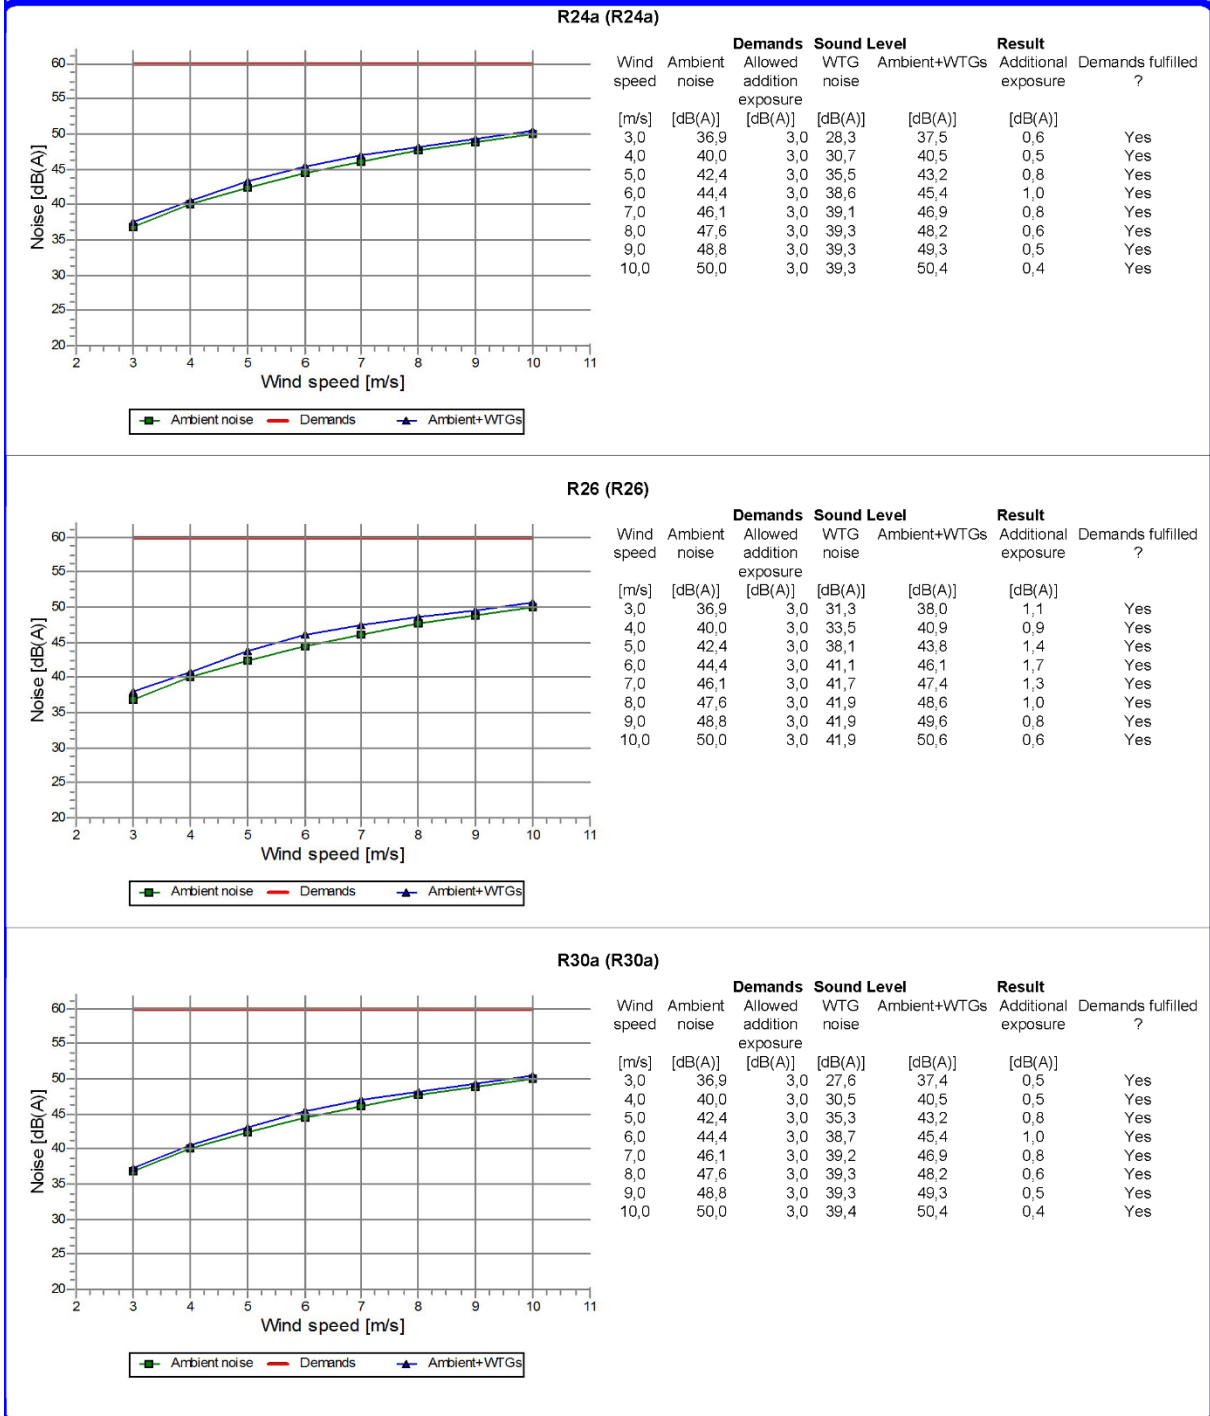 R24a (R24a)
60
55
50
45
40
35
30
25
20
Noise [dB(A)]
2 3 4 5 6 7 8 9 10 11
Wind speed [m/s]
Ambient noise Demands Ambient+WTGs
Demands Sound Level Result
Wind Ambient Allowed WTG Ambient+WTGs Additional Demands fulfilled
speed noise addition noise exposure ?
exposure
[m/s] [dB(A)] [dB(A)] [dB(A)] [dB(A)] [dB(A)]
3,0 36,9 3,0 28,3 37,5 0,6 Yes
4,0 40,0 3,0 30,7 40,5 0,5 Yes
5,0 42,4 3,0 35,5 43,2 0,8 Yes
6,0 44,4 3,0 38,6 45,4 1,0 Yes
7,0 46,1 3,0 39,1 46,9 0,8 Yes
8,0 47,6 3,0 39,3 48,2 0,6 Yes
9,0 48,8 3,0 39,3 49,3 0,5 Yes
10,0 50,0 3,0 39,3 50,4 0,4 Yes
R26 (R26)
60
55
50
45
40
35
30
25
20
Noise [dB(A)]
2 3 4 5 6 7 8 9 10 11
Wind speed [m/s]
Ambient noise Demands Ambient+WTGs
Demands Sound Level Result
Wind Ambient Allowed WTG Ambient+WTGs Additional Demands fulfilled
speed noise addition noise exposure ?
exposure
[m/s] [dB(A)] [dB(A)] [dB(A)] [dB(A)] [dB(A)]
3,0 36,9 3,0 31,3 38,0 1,1 Yes
4,0 40,0 3,0 33,5 40,9 0,9 Yes
5,0 42,4 3,0 38,1 43,8 1,4 Yes
6,0 44,4 3,0 41,1 46,1 1,7 Yes
7,0 46,1 3,0 41,7 47,4 1,3 Yes
8,0 47,6 3,0 41,9 48,6 1,0 Yes
9,0 48,8 3,0 41,9 49,6 0,8 Yes
10,0 50,0 3,0 41,9 50,6 0,6 Yes
R30a (R30a)
60
55
50
45
40
35
30
25
20
Noise [dB(A)]
2 3 4 5 6 7 8 9 10 11
Wind speed [m/s]
Ambient noise Demands Ambient+WTGs
Demands Sound Level Result
Wind Ambient Allowed WTG Ambient+WTGs Additional Demands fulfilled
speed noise addition noise exposure ?
exposure
[m/s] [dB(A)] [dB(A)] [dB(A)] [dB(A)] [dB(A)]
3,0 36,9 3,0 27,6 37,4 0,5 Yes
4,0 40,0 3,0 30,5 40,5 0,5 Yes
5,0 42,4 3,0 35,3 43,2 0,8 Yes
6,0 44,4 3,0 38,7 45,4 1,0 Yes
7,0 46,1 3,0 39,2 46,9 0,8 Yes
8,0 47,6 3,0 39,3 48,2 0,6 Yes
9,0 48,8 3,0 39,3 49,3 0,5 Yes
10,0 50,0 3,0 39,4 50,4 0,4 Yes